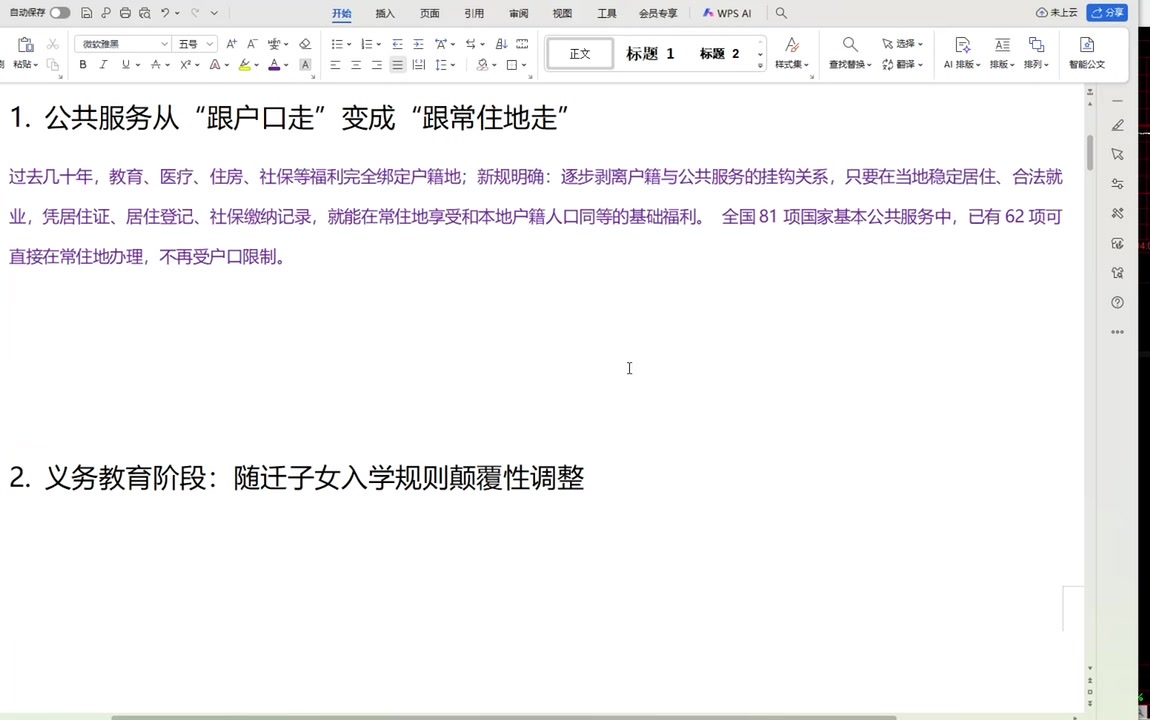 自动保存
开始 插入 页面 引用 审阅 视图 工具 会员专享 WPS AI
未上云 分享
粘贴 微软雅黑 五号
B I U A X² A A A
正文 标题 1 标题 2 样式集 查找替换 选择 翻译 AI 排版 排版 排列 智能公文
1. 公共服务从“跟户口走”变成“跟常住地走”
过去几十年，教育、医疗、住房、社保等福利完全绑定户籍地；新规明确：逐步剥离户籍与公共服务的挂钩关系，只要在当地稳定居住、合法就
业，凭居住证、居住登记、社保缴纳记录，就能在常住地享受和本地户籍人口同等的基础福利。 全国 81 项国家基本公共服务中，已有 62 项可
直接在常住地办理，不再受户口限制。
2. 义务教育阶段：随迁子女入学规则颠覆性调整